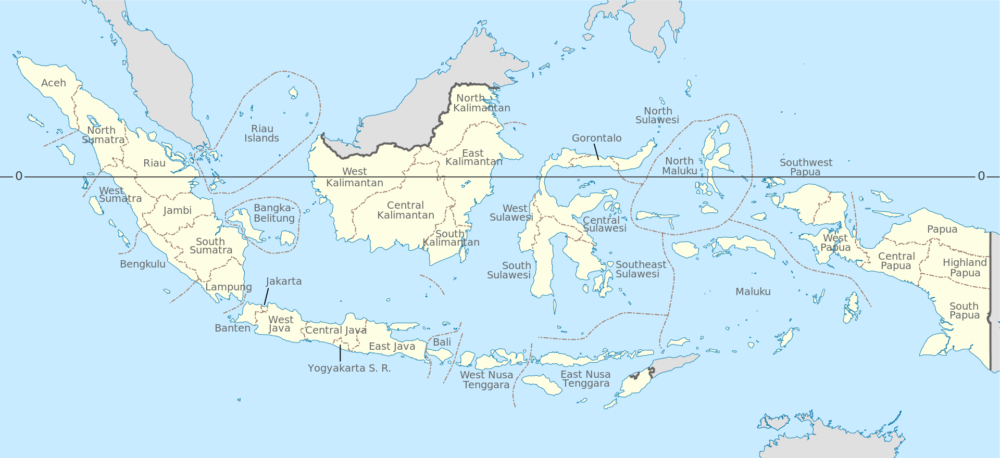 Aceh
North
Sumatra
Riau
Islands
Riau
0
0
West
Sumatra
Jambi
Bangka-
Belitung
South
Sumatra
Bengkulu
Lampung
Jakarta
Banten
West
Java
Central Java
Yogyakarta S. R.
East Java
Bali
West Nusa
Tenggara
East Nusa
Tenggara
North
Kalimantan
East
Kalimantan
West
Kalimantan
Central
Kalimantan
South
Kalimantan
North
Sulawesi
Gorontalo
West
Sulawesi
Central
Sulawesi
South
Sulawesi
Southeast
Sulawesi
North
Maluku
Maluku
Southwest
Papua
West
Papua
Papua
Central
Papua
Highland
Papua
South
Papua